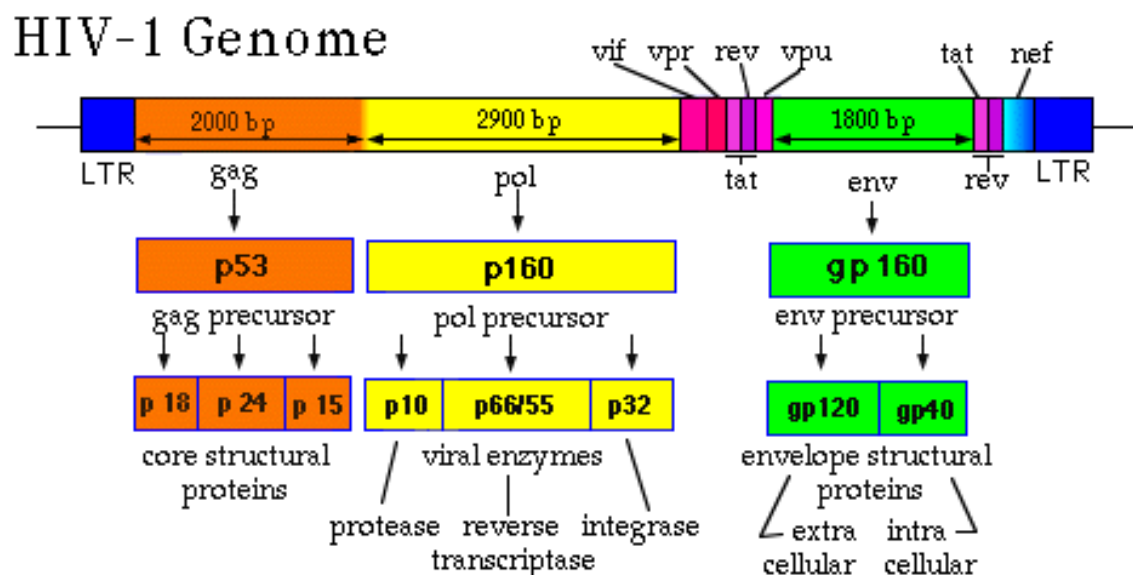 HIV-1 Genome
vif vpr rev vpu tat nef
2000 bp 2900 bp 1800 bp
LTR gag pol tat env rev LTR
p53 p160 gp 160
gag precursor pol precursor env precursor
p 18 p 24 p 15 p10 p66/55 p32 gp120 gp40
core structural viral enzymes envelope structural
proteins proteins
protease reverse integrase extra intra
transcriptase cellular cellular